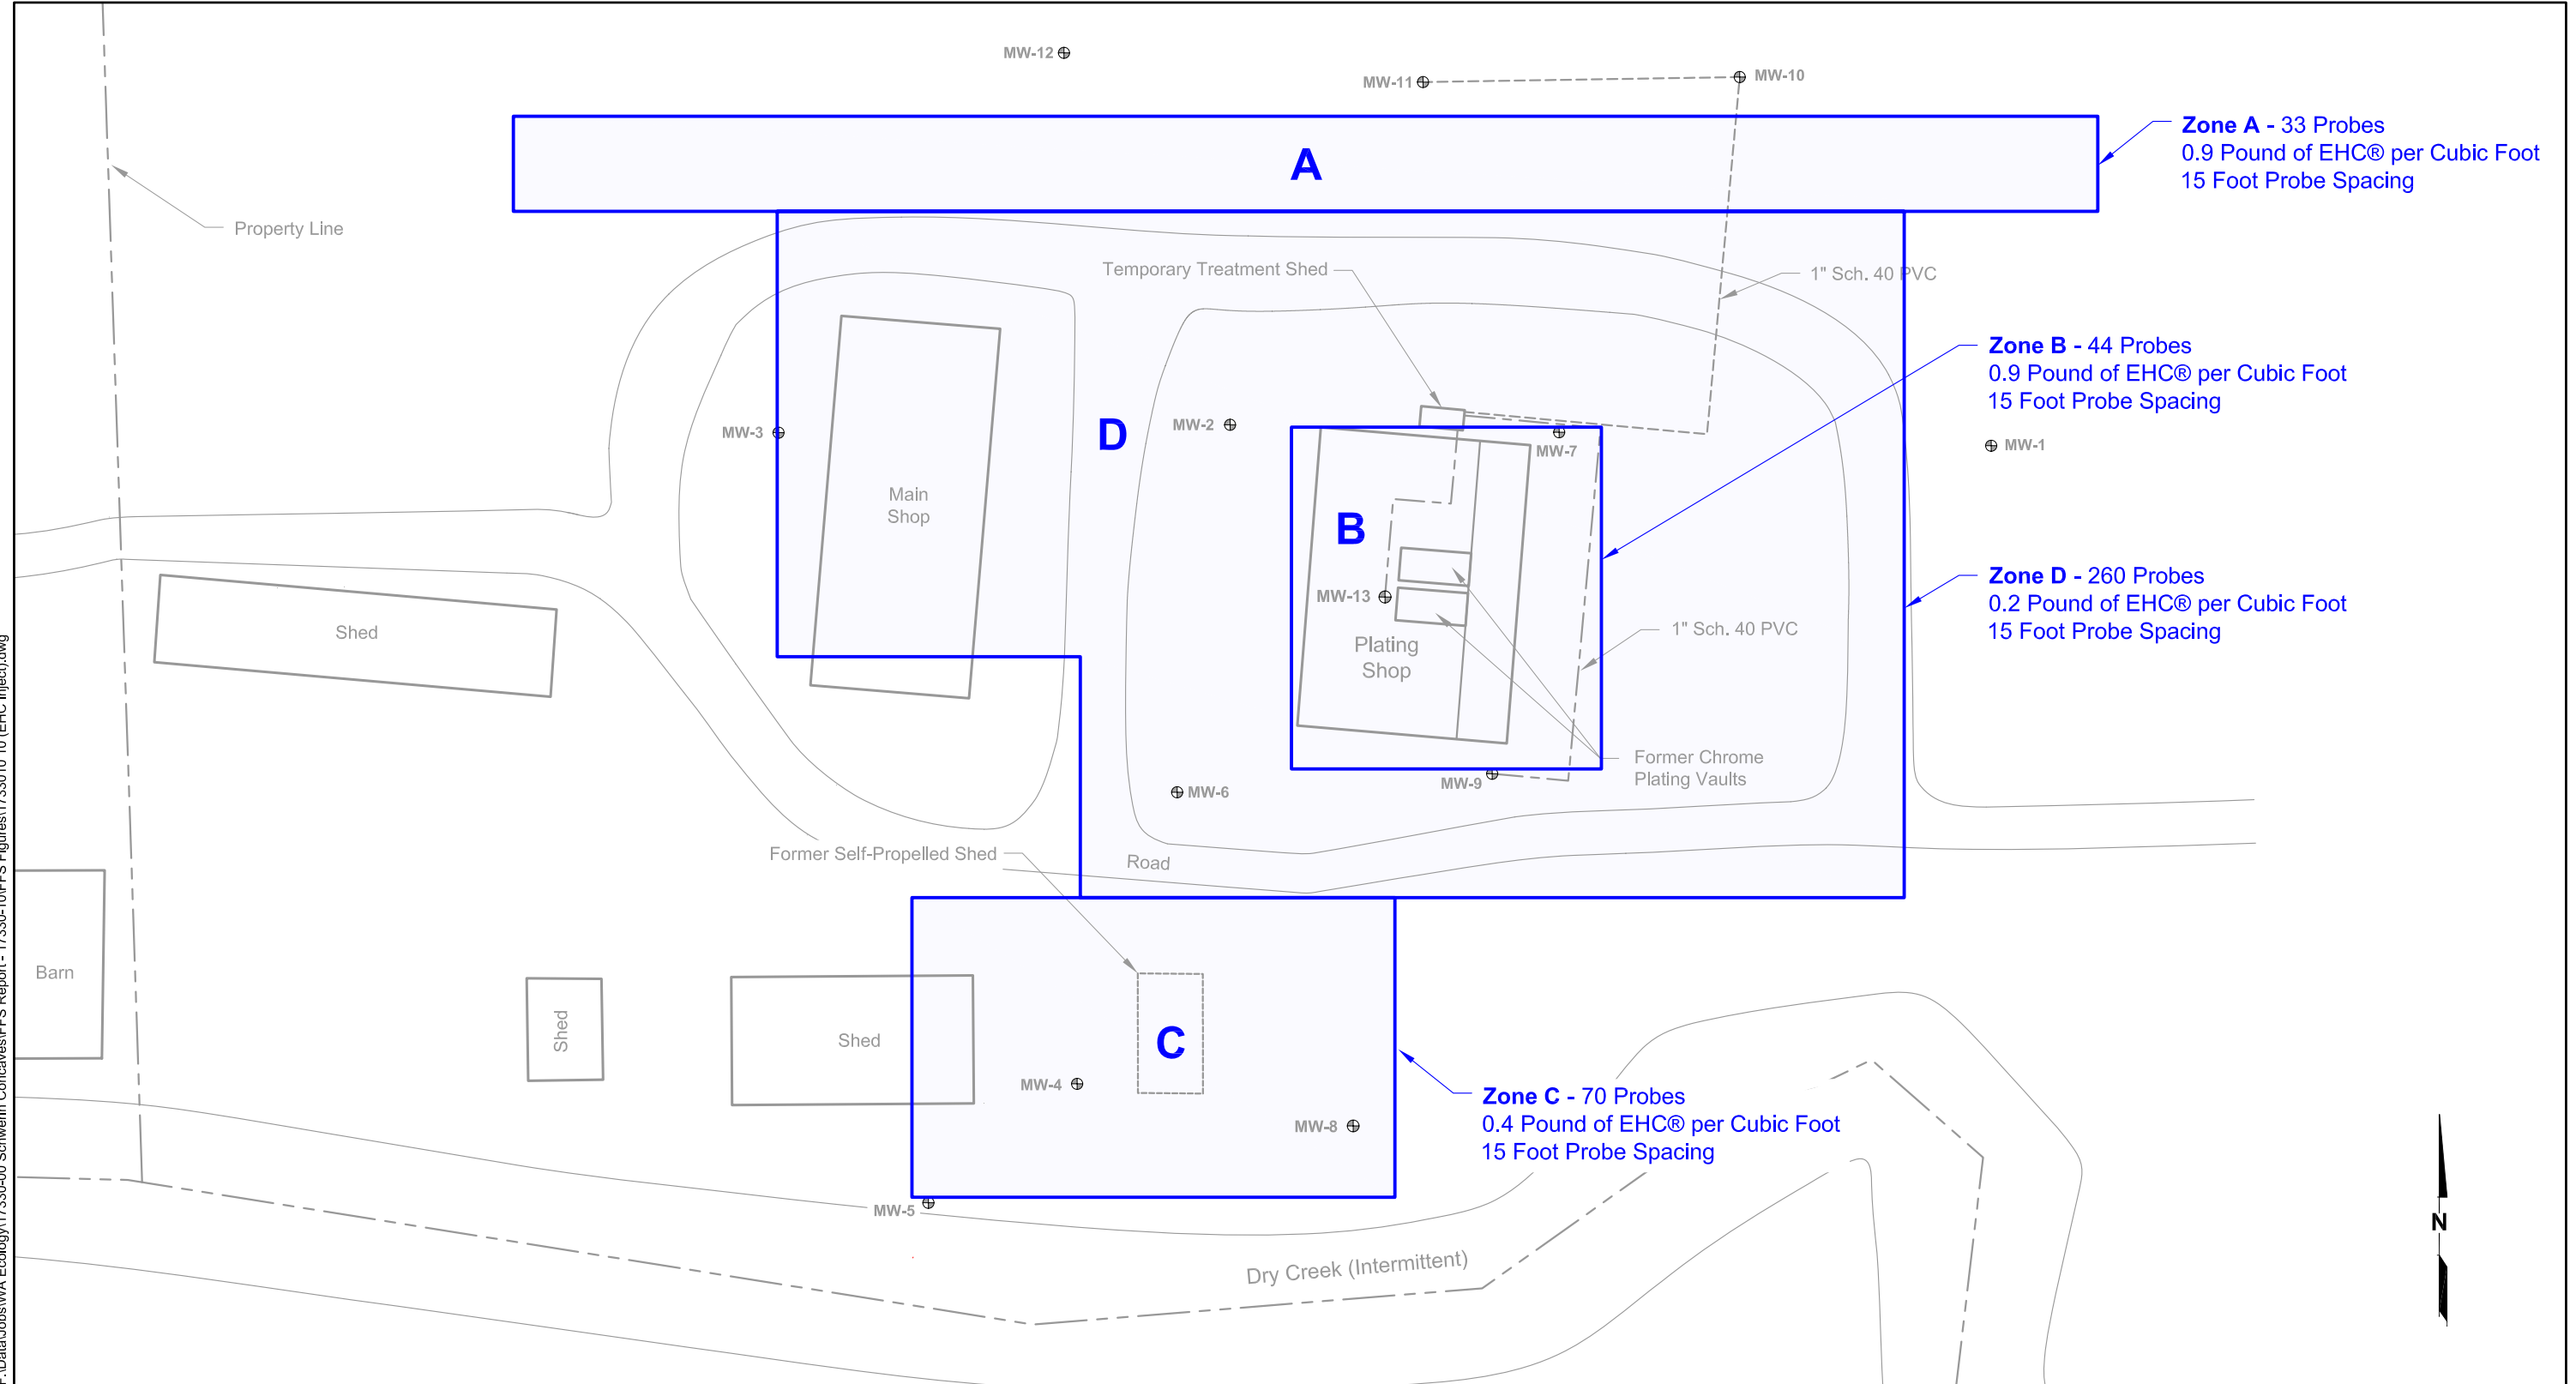 MW-12
MW-11
MW-10
Zone A - 33 Probes
0.9 Pound of EHC® per Cubic Foot
15 Foot Probe Spacing
A
Property Line
Temporary Treatment Shed
1" Sch. 40 PVC
Zone B - 44 Probes
0.9 Pound of EHC® per Cubic Foot
15 Foot Probe Spacing
MW-3
D
MW-2
MW-7
MW-1
Main
Shop
B
MW-13
Zone D - 260 Probes
0.2 Pound of EHC® per Cubic Foot
15 Foot Probe Spacing
Shed
1" Sch. 40 PVC
Plating
Shop
Former Chrome
Plating Vaults
MW-9
MW-6
Former Self-Propelled Shed
Road
Barn
Shed
Shed
C
MW-4
MW-8
Zone C - 70 Probes
0.4 Pound of EHC® per Cubic Foot
15 Foot Probe Spacing
MW-5
Dry Creek (Intermittent)
N